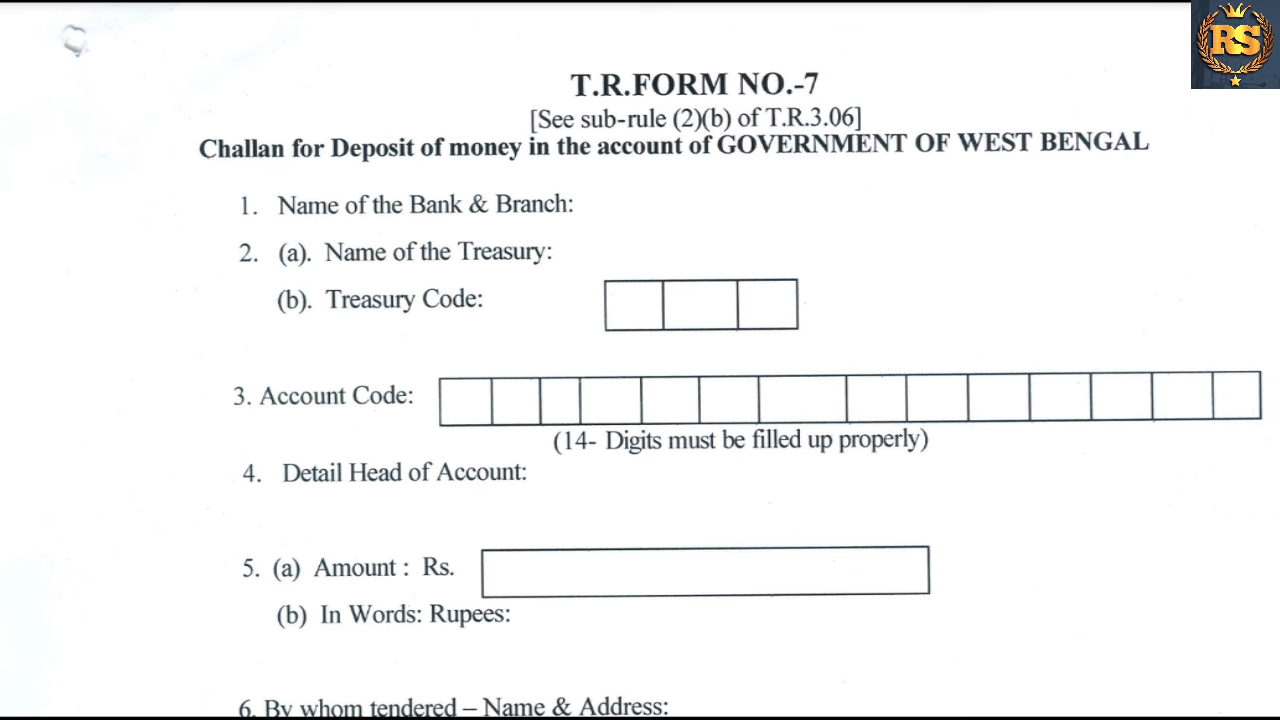 RS
T.R.FORM NO.-7
[See sub-rule (2)(b) of T.R.3.06]
Challan for Deposit of money in the account of GOVERNMENT OF WEST BENGAL
1. Name of the Bank & Branch:
2. (a). Name of the Treasury:
(b). Treasury Code:
3. Account Code:
(14- Digits must be filled up properly)
4. Detail Head of Account:
5. (a) Amount : Rs.
(b) In Words: Rupees:
6. By whom tendered – Name & Address: